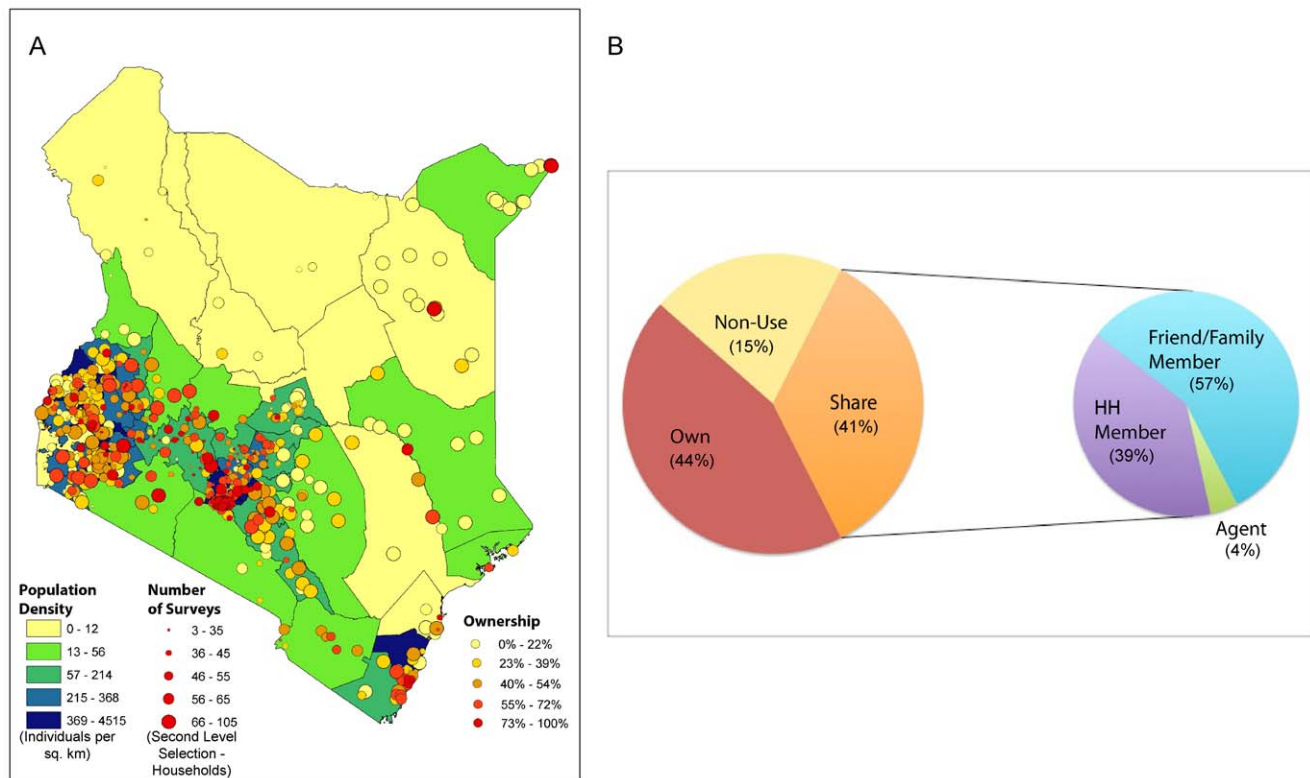 A
Population
Density
0 - 12
13 - 56
57 - 214
215 - 368
369 - 4515
(Individuals per
sq. km)
Number
of Surveys
3 - 35
36 - 45
46 - 55
56 - 65
66 - 105
(Second Level
Selection -
Households)
Ownership
0% - 22%
23% - 39%
40% - 54%
55% - 72%
73% - 100%
B
Non-Use
(15%)
Own
(44%)
Share
(41%)
Friend/Family
Member
(57%)
HH
Member
(39%)
Agent
(4%)